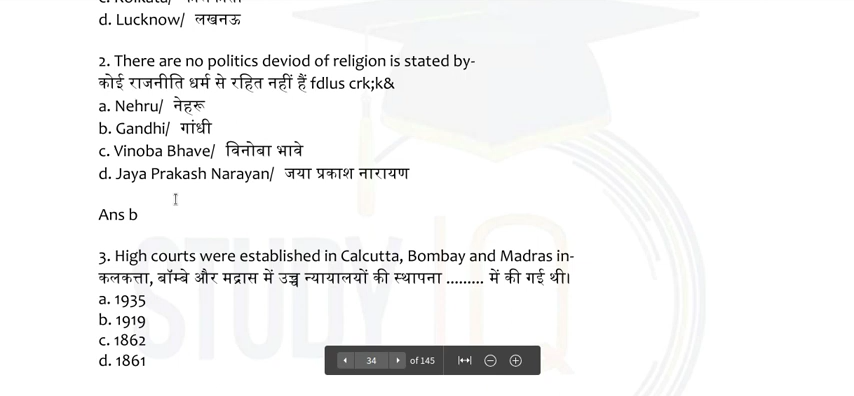 d. Lucknow/ लखनऊ
2. There are no politics deviod of religion is stated by-
कोई राजनीति धर्म से रहित नहीं हैं fdlus crk;k&
a. Nehru/ नेहरू
b. Gandhi/ गांधी
c. Vinoba Bhave/ विनोबा भावे
d. Jaya Prakash Narayan/ जया प्रकाश नारायण
Ans b
3. High courts were established in Calcutta, Bombay and Madras in-
कलकत्ता, बॉम्बे और मद्रास में उच्च न्यायालयों की स्थापना ......... में की गई थी।
a. 1935
b. 1919
c. 1862
d. 1861
34 of 145
STUDY IQ